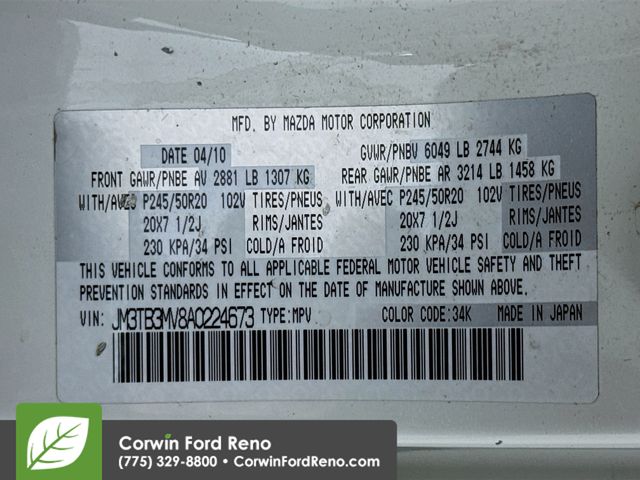 MFD. BY MAZDA MOTOR CORPORATION
DATE 04/10 GVWR/PNBV 6049 LB 2744 KG
FRONT GAWR/PNBE AV 2881 LB 1307 KG REAR GAWR/PNBE AR 3214 LB 1458 KG
WITH/AVEC P245/50R20 102V TIRES/PNEUS WITH/AVEC P245/50R20 102V TIRES/PNEUS
20X7 1/2J RIMS/JANTES 20X7 1/2J RIMS/JANTES
230 KPA/34 PSI COLD/A FROID 230 KPA/34 PSI COLD/A FROID
THIS VEHICLE CONFORMS TO ALL APPLICABLE FEDERAL MOTOR VEHICLE SAFETY AND THEFT
PREVENTION STANDARDS IN EFFECT ON THE DATE OF MANUFACTURE SHOWN ABOVE.
VIN: JM3TB3MV8A0224673 TYPE:MPV COLOR CODE:34K MADE IN JAPAN
Corwin Ford Reno
(775) 329-8800 • CorwinFordReno.com